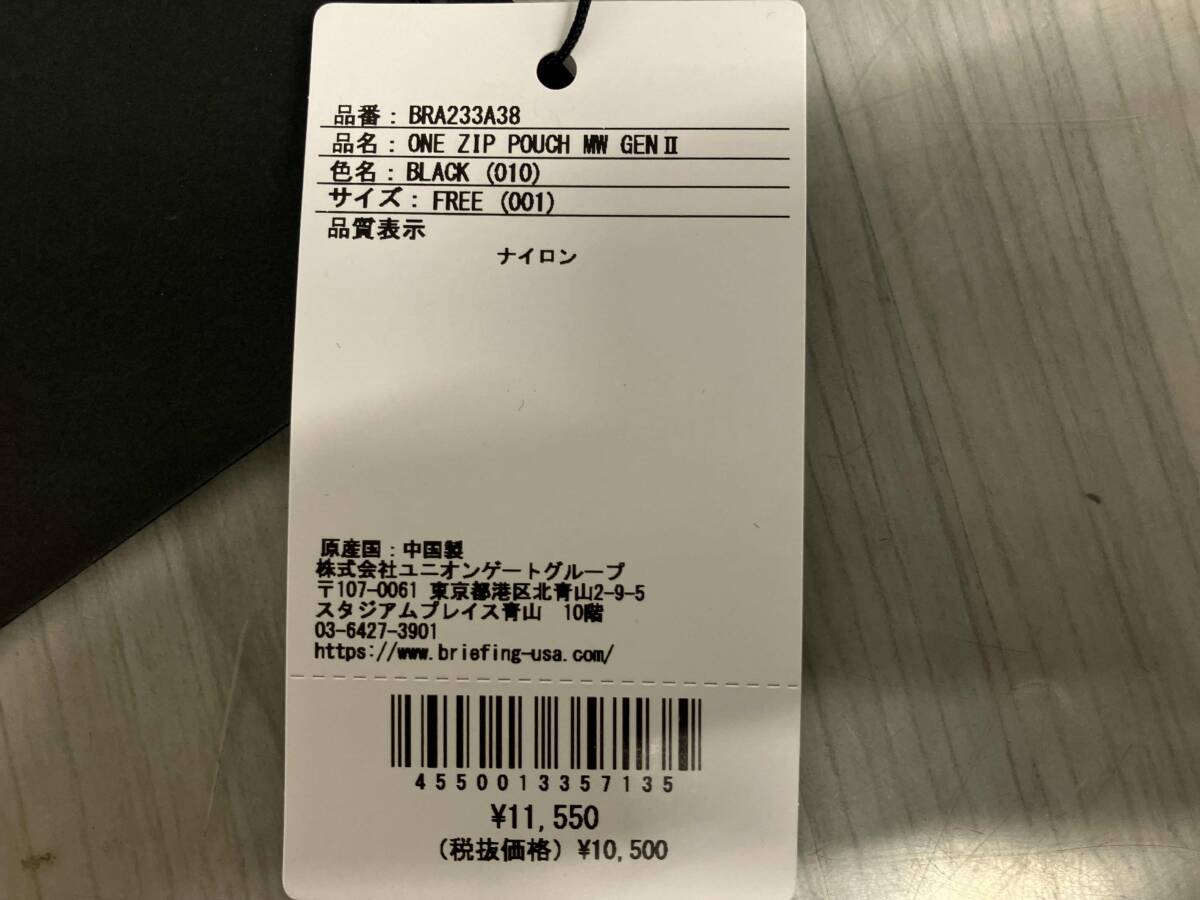 品番：BRA233A38
品名：ONE ZIP POUCH MW GENⅡ
色名：BLACK (010)
サイズ：FREE (001)
品質表示
ナイロン
原産国：中国製
株式会社ユニオンゲートグループ
〒107-0061 東京都港区北青山2-9-5
スタジアムプレイス青山　10階
03-6427-3901
https://www.briefing-usa.com/
4550013357135
¥11,550
（税抜価格）¥10,500